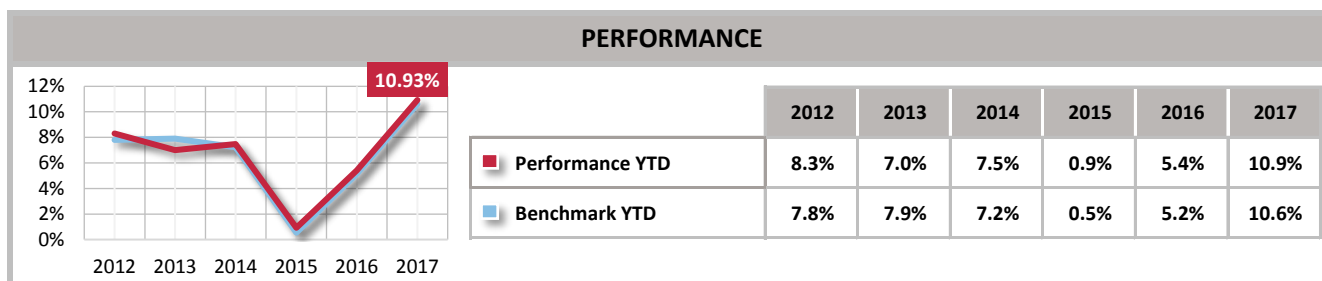 PERFORMANCE
10.93%
12%
10%
8%
6%
4%
2%
0%
2012 2013 2014 2015 2016 2017
2012 2013 2014 2015 2016 2017
Performance YTD 8.3% 7.0% 7.5% 0.9% 5.4% 10.9%
Benchmark YTD 7.8% 7.9% 7.2% 0.5% 5.2% 10.6%